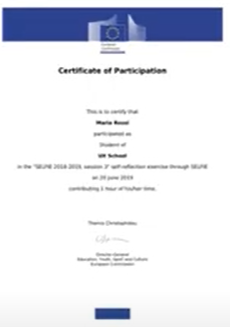 European
Commission
Certificate of Participation
This is to certify that
Maria Rossi
participated as
Student of
UII School
in the "SELFIE 2018-2019, session 3" self-reflection exercise through SELFIE
on 20 June 2019
contributing 1 hour of his/her time.
Themis Christophidou
Director-General
Education, Youth, Sport and Culture
European Commission